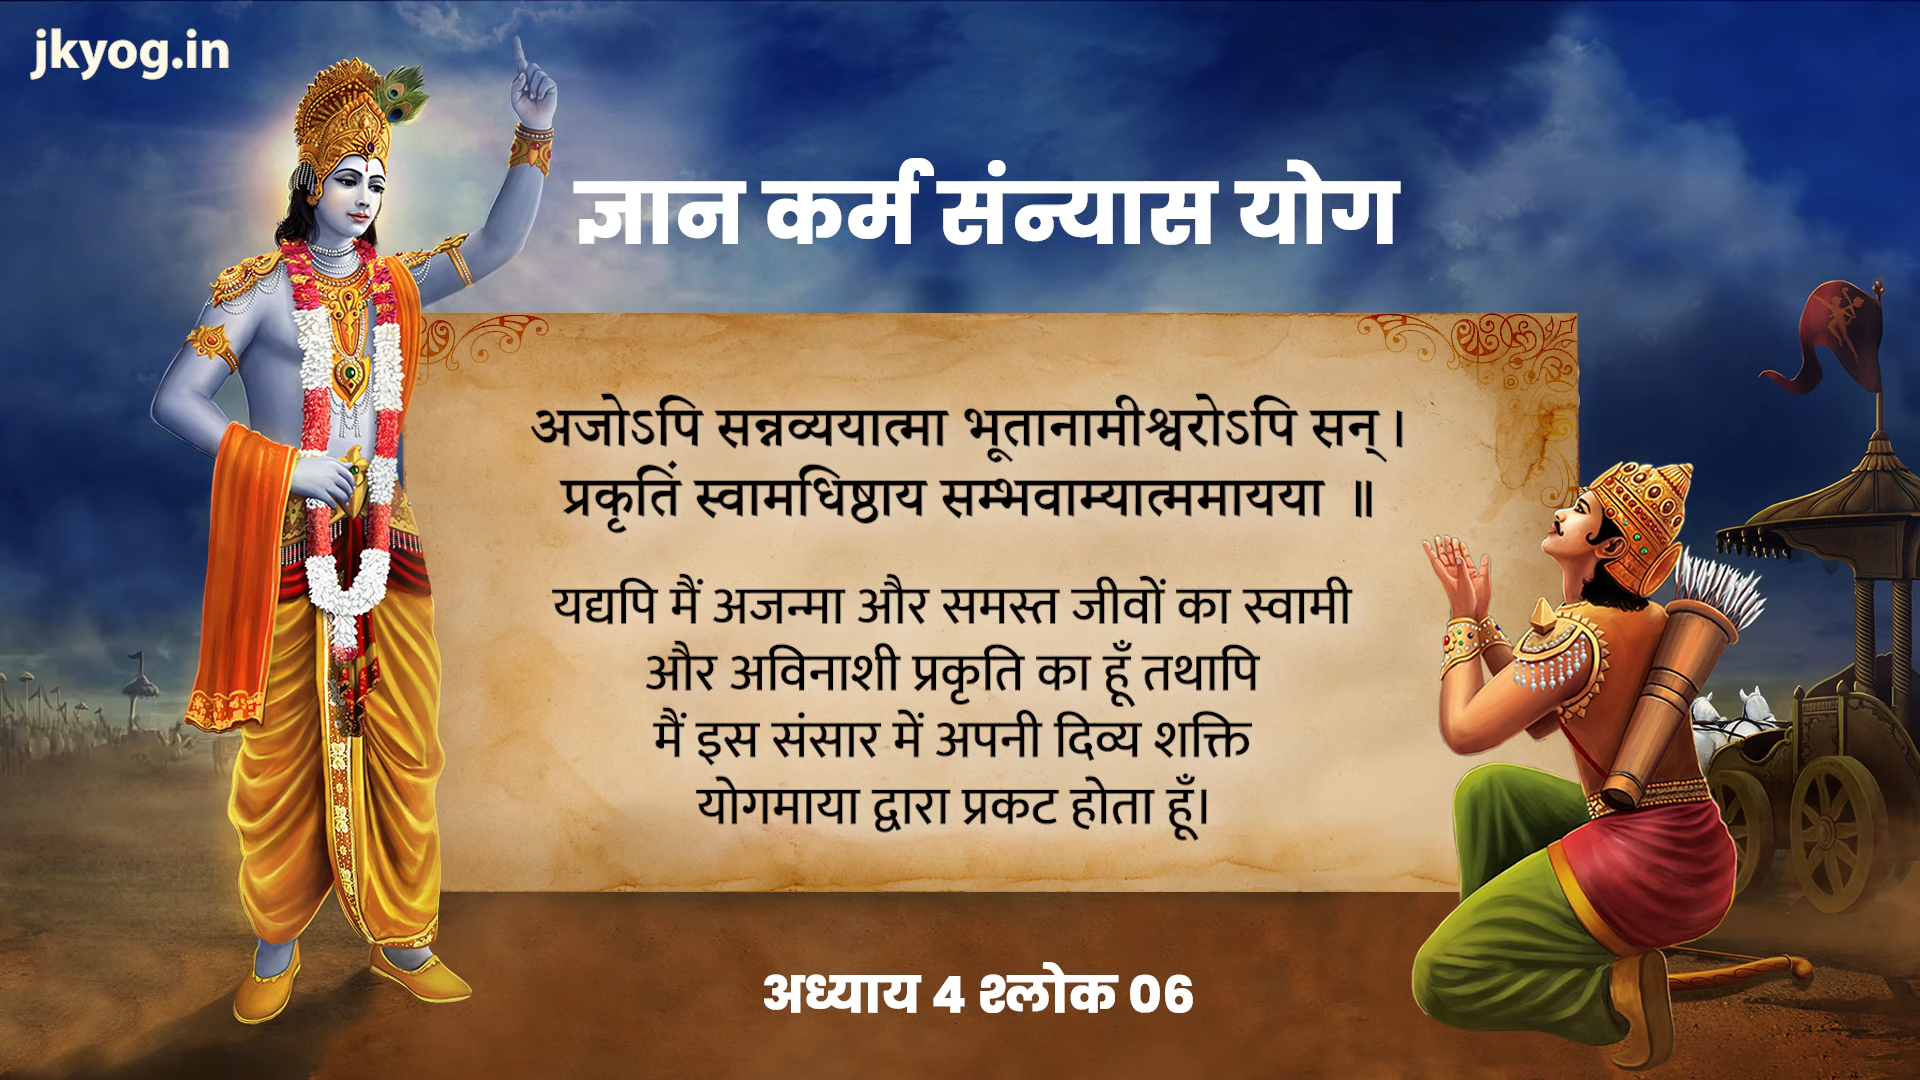 jkyog.in
ज्ञान कर्म संन्यास योग
अजोऽपि सन्नव्ययात्मा भूतानामीश्वरोऽपि सन्।
प्रकृतिं स्वामधिष्ठाय सम्भवाम्यात्ममायया ॥
यद्यपि मैं अजन्मा और समस्त जीवों का स्वामी
और अविनाशी प्रकृति का हूँ तथापि
मैं इस संसार में अपनी दिव्य शक्ति
योगमाया द्वारा प्रकट होता हूँ।
अध्याय 4 श्लोक 06